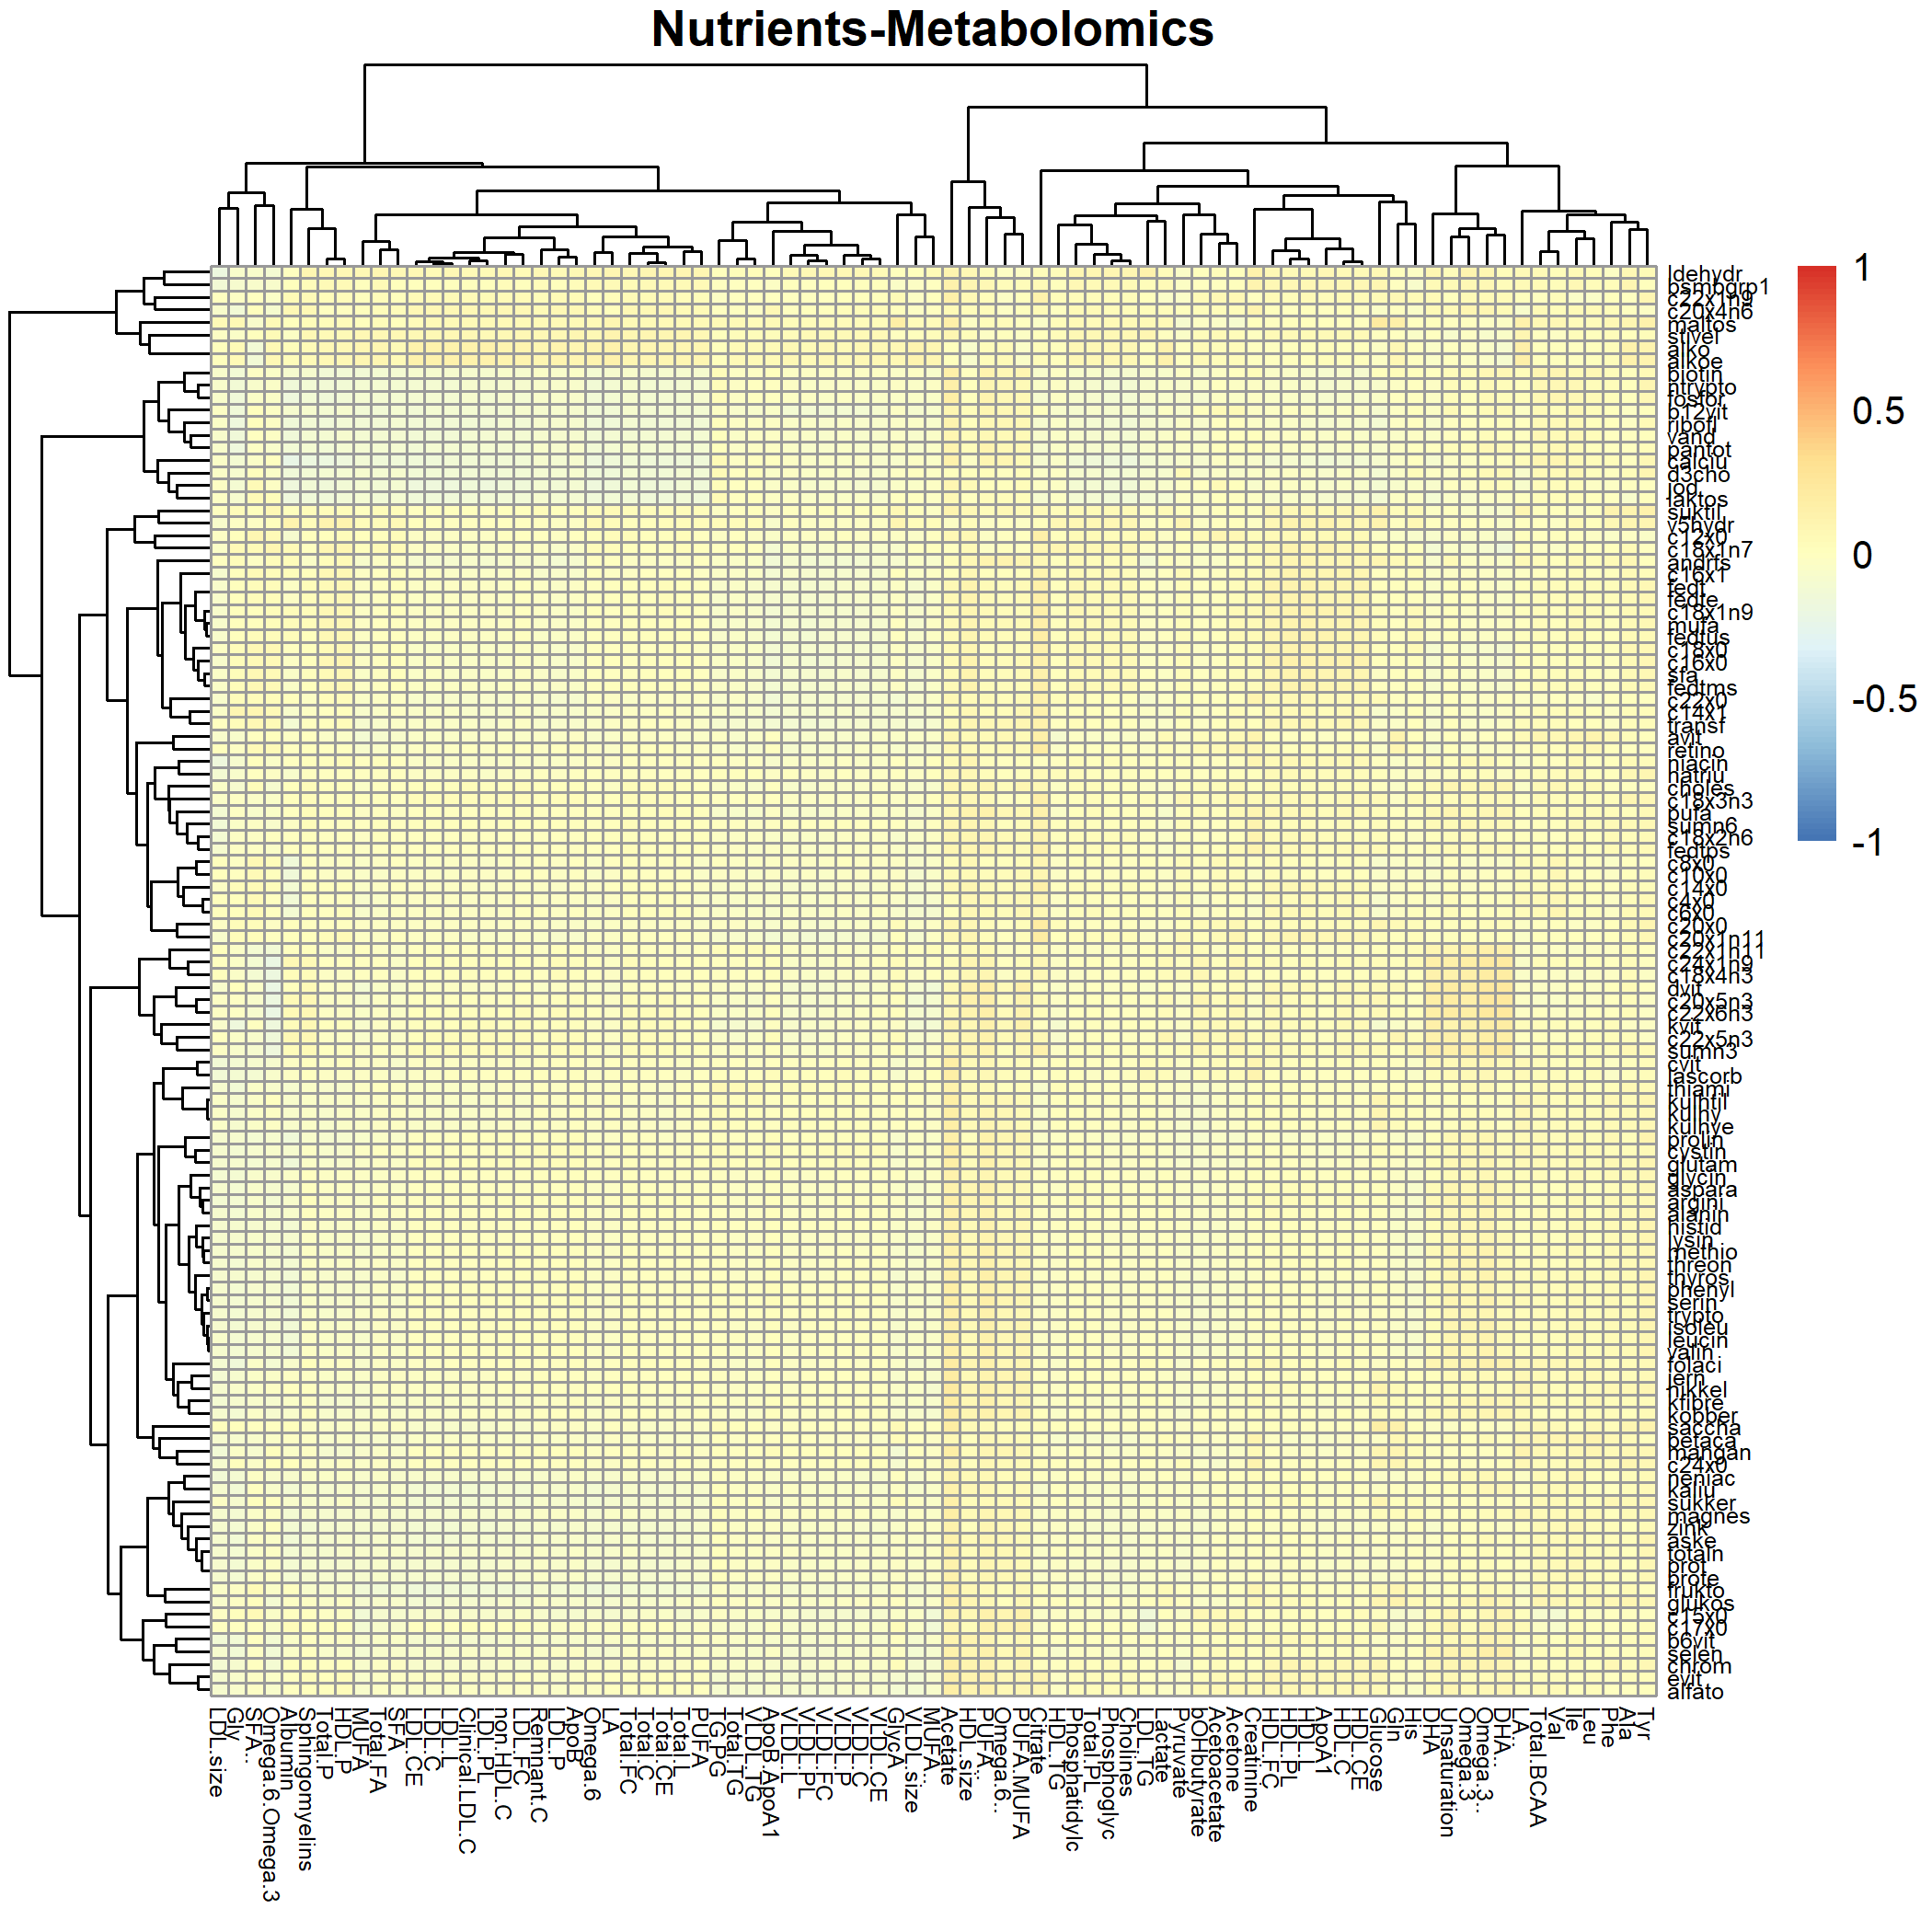 Nutrients-Metabolomics
1
0.5
0
-0.5
-1
ldehydr
bsmbgrp1
c22x1n9
c20x4n6
maltos
stivel
alko
alkoe
biotin
ntrypto
fosfor
b12vit
ribofl
vand
pantot
calciu
d3cho
iod
laktos
suktil
v5hydr
c12x0
c18x1n7
andrfs
c16x1
fedt
fedte
c18x1n9
mufa
fedtus
c18x0
c16x0
sfa
fedtms
c22x0
c14x1
transf
avit
retino
niacin
natriu
choles
c18x3n3
pufa
sumn6
c18x2n6
fedtps
c8x0
c10x0
c14x0
c4x0
c6x0
c20x0
c20x1n11
c22x1n11
c24x1n9
c18x4n3
dvit
c20x5n3
c22x6n3
kvit
c22x5n3
sumn3
cvit
lascorb
thiami
kulhtil
kulhy
kulhye
prolin
cystin
glutam
glycin
aspara
argini
alanin
histid
lysin
methio
threon
thyros
phenyl
serin
trypto
isoleu
leucin
valin
folaci
jern
nikkel
kfibre
kobber
saccha
betaca
mangan
c24x0
neniac
kaliu
sukker
magnes
zink
aske
totaln
prot
prote
frukto
glukos
c15x0
c17x0
b6vit
selen
chrom
evit
alfato
LDL.size
Gly
SFA..
Omega.6.Omega.3
Albumin
Sphingomyelins
Total.P
HDL.P
MUFA
Total.FA
SFA
LDL.CE
LDL.C
LDL.L
Clinical.LDL.C
LDL.PL
non.HDL.C
LDL.FC
Remnant.C
LDL.P
ApoB
Omega.6
LA
Total.FC
Total.C
Total.CE
Total.L
PUFA
TG.PG
Total.TG
VLDL.TG
ApoB.ApoA1
VLDL.L
VLDL.PL
VLDL.FC
VLDL.P
VLDL.C
VLDL.CE
GlycA
VLDL.size
MUFA..
Acetate
HDL.size
PUFA..
Omega.6..
PUFA.MUFA
Citrate
HDL.TG
Phosphatidylc
Total.PL
Phosphoglyc
Cholines
LDL.TG
Lactate
Pyruvate
bOHbutyrate
Acetoacetate
Acetone
Creatinine
HDL.FC
HDL.PL
HDL.L
ApoA1
HDL.C
HDL.CE
Glucose
Gln
His
DHA
Unsaturation
Omega.3
Omega.3..
DHA..
LA..
Total.BCAA
Val
Ile
Leu
Phe
Ala
Tyr